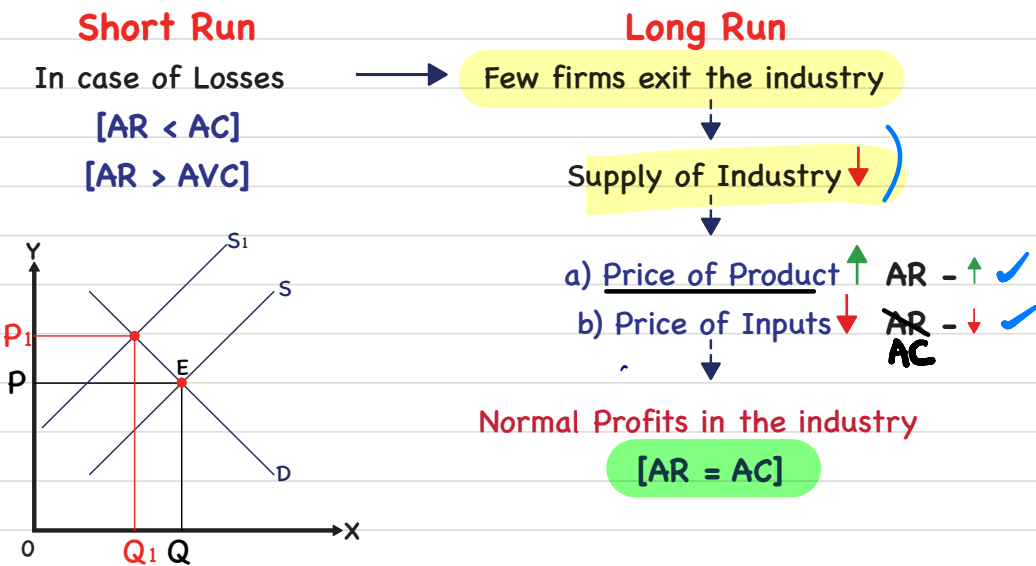 Short Run
In case of Losses
[AR < AC]
[AR > AVC]
Y
S1
S
P1
P
E
D
0
Q1 Q
X
Long Run
Few firms exit the industry
Supply of Industry
a) Price of Product AR -
b) Price of Inputs AR -
AC
Normal Profits in the industry
[AR = AC]